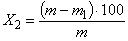 X₂ = (m − m₁) · 100 / m